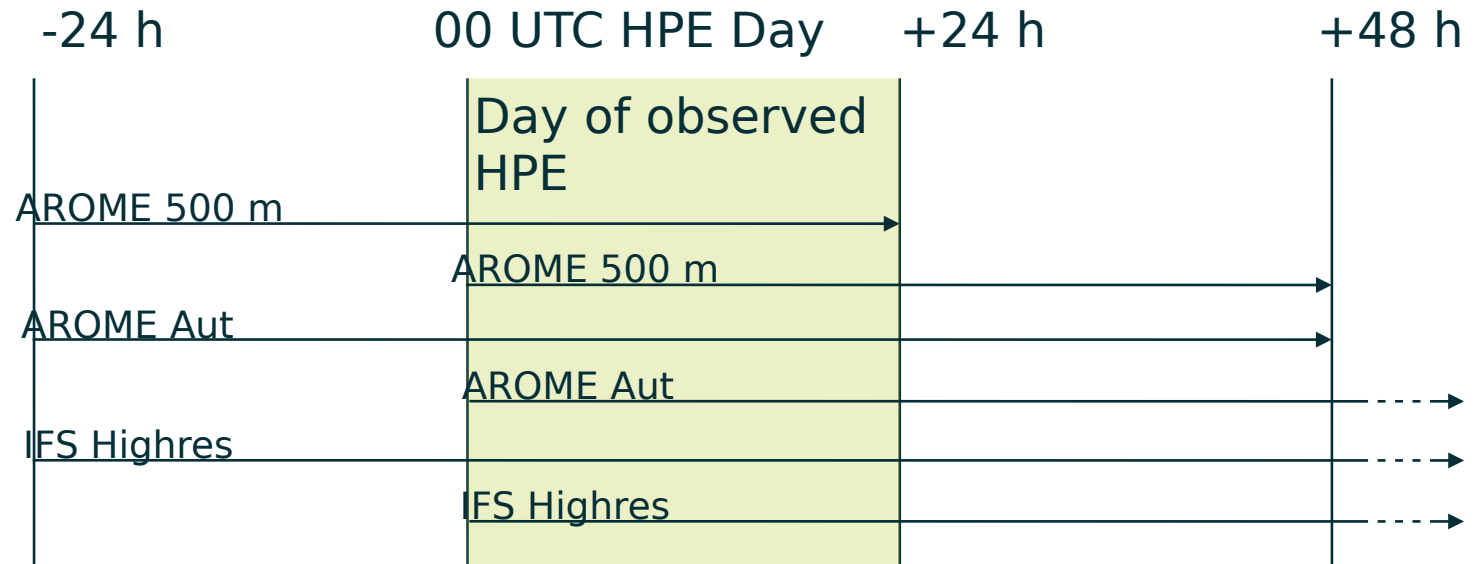 -24 h
00 UTC HPE Day
+24 h
+48 h
Day of observed
HPE
AROME 500 m
AROME 500 m
AROME Aut
AROME Aut
IFS Highres
IFS Highres